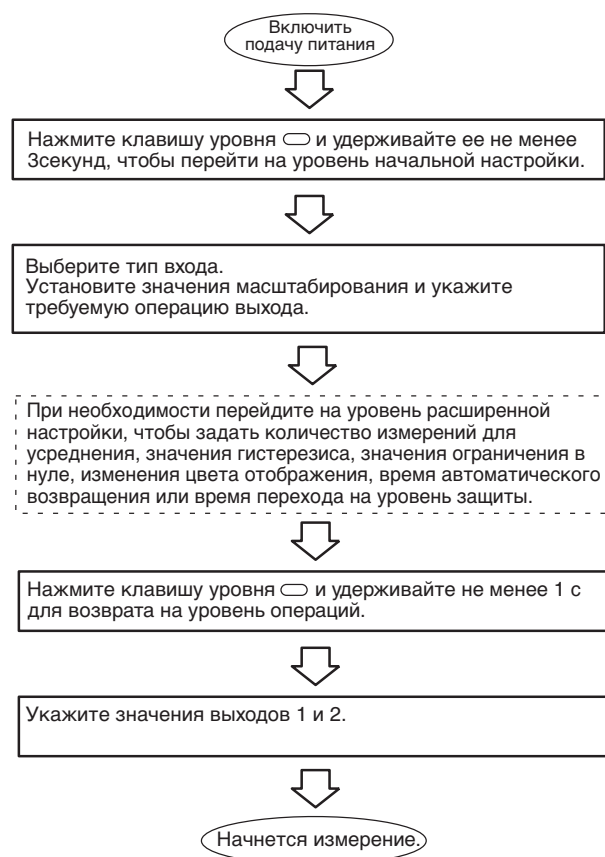 Включить
подачу питания
Нажмите клавишу уровня и удерживайте ее не менее
3секунд, чтобы перейти на уровень начальной настройки.
Выберите тип входа.
Установите значения масштабирования и укажите
требуемую операцию выхода.
При необходимости перейдите на уровень расширенной
настройки, чтобы задать количество измерений для
усреднения, значения гистерезиса, значения ограничения в
нуле, изменения цвета отображения, время автоматического
возвращения или время перехода на уровень защиты.
Нажмите клавишу уровня и удерживайте не менее 1 с
для возврата на уровень операций.
Укажите значения выходов 1 и 2.
Начнется измерение.